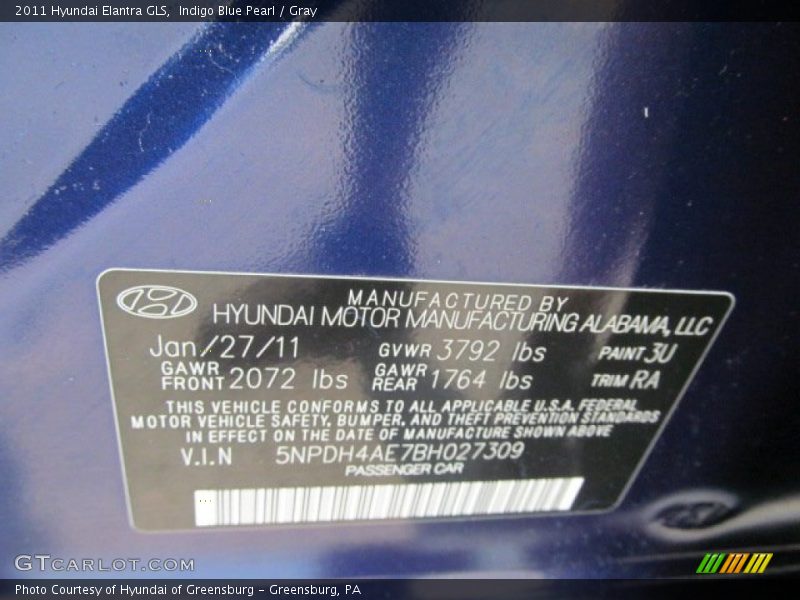 2011 Hyundai Elantra GLS, Indigo Blue Pearl / Gray
MANUFACTURED BY
HYUNDAI MOTOR MANUFACTURING ALABAMA, LLC
Jan/27/11 GVWR 3792 lbs PAINT 3U
GAWR FRONT 2072 lbs GAWR REAR 1764 lbs TRIM RA
THIS VEHICLE CONFORMS TO ALL APPLICABLE U.S.A. FEDERAL
MOTOR VEHICLE SAFETY, BUMPER, AND THEFT PREVENTION STANDARDS
IN EFFECT ON THE DATE OF MANUFACTURE SHOWN ABOVE
V.I.N 5NPDH4AE7BH027309
PASSENGER CAR
GTCARLOT.COM
Photo Courtesy of Hyundai of Greensburg - Greensburg, PA